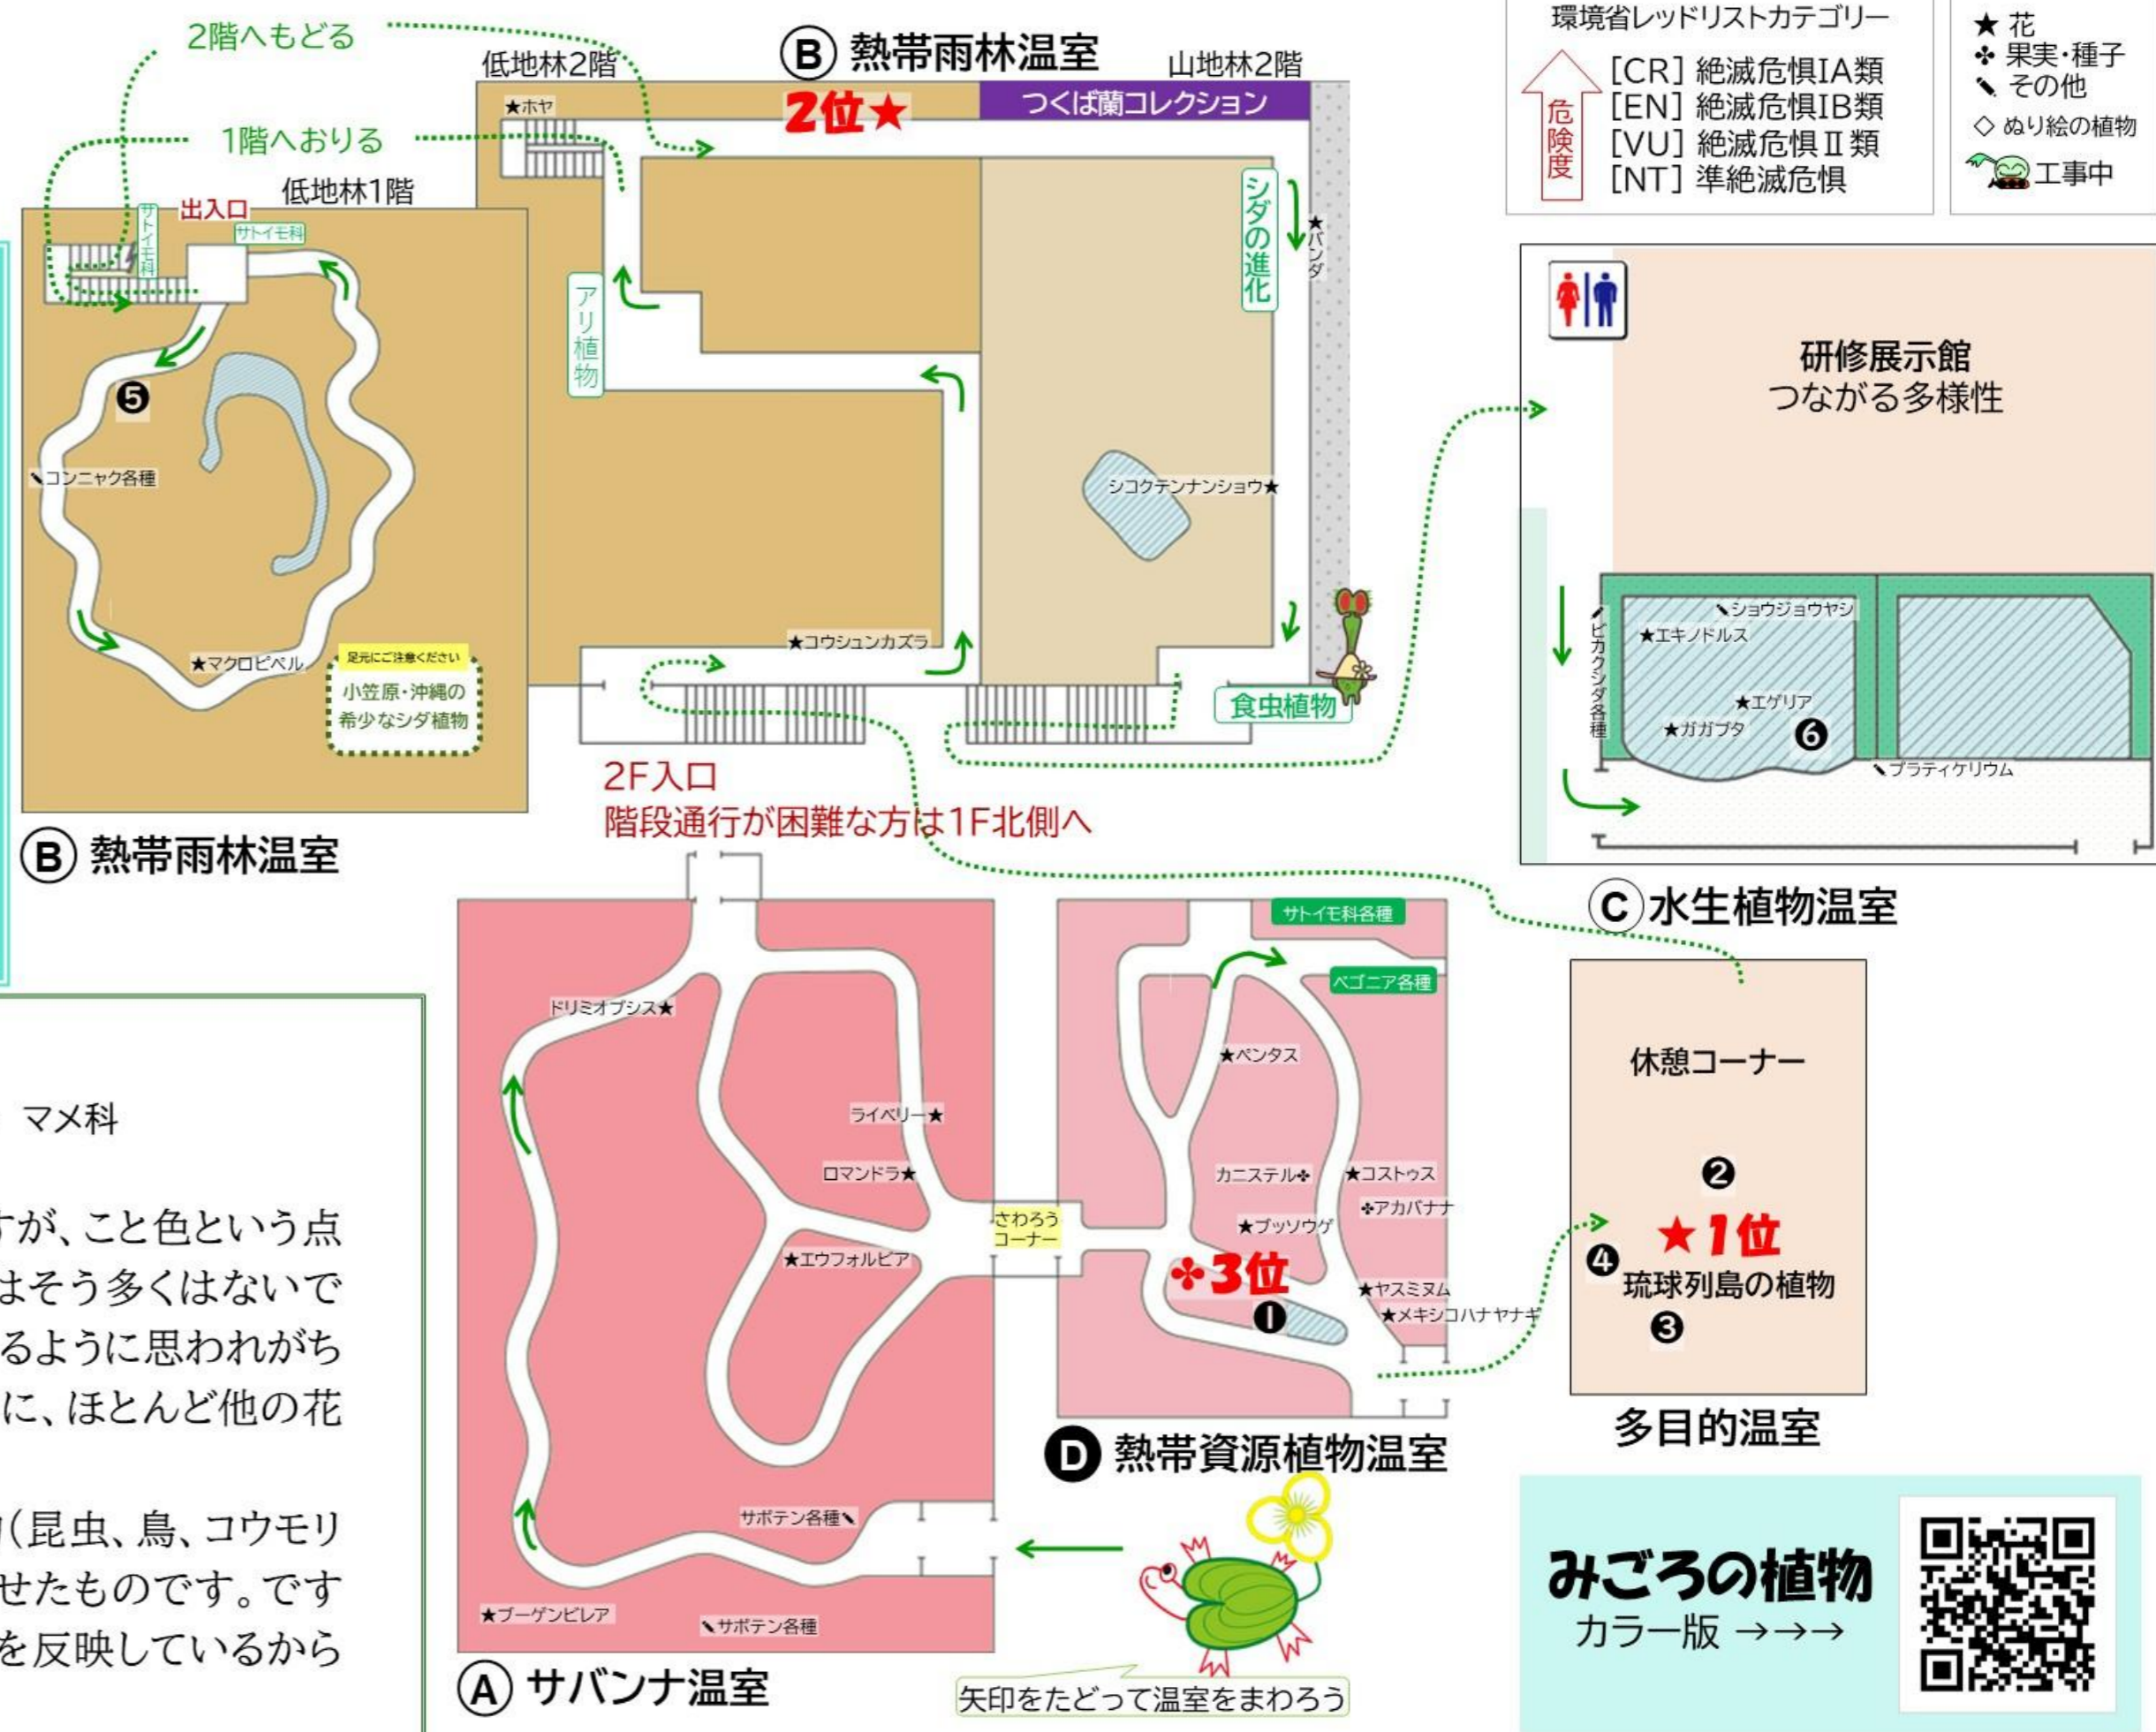 2階へもどる
1階へおりる
低地林2階
Ⓑ 熱帯雨林温室
山地林2階
★ホヤ
2位★
つくば蘭コレクション
低地林1階
出入口
サトイモ科
サトイモ科
アリ植物
シダの進化
★バンダ
❺
コンニャク各種
シコクテンナンショウ★
★マクロピペル
足元にご注意ください
小笠原・沖縄の
希少なシダ植物
★コウシュンカズラ
食虫植物
2F入口
階段通行が困難な方は1F北側へ
Ⓑ 熱帯雨林温室
環境省レッドリストカテゴリー
危険度
[CR] 絶滅危惧IA類
[EN] 絶滅危惧IB類
[VU] 絶滅危惧Ⅱ類
[NT] 準絶滅危惧
★ 花
✤ 果実・種子
✎ その他
◇ ぬり絵の植物
工事中
研修展示館
つながる多様性
ビカクシダ各種
ショウジョウヤシ
★エキノドルス
★エゲリア
★ガガブタ
❻
プラティケリウム
Ⓒ水生植物温室
マメ科
すが、こと色という点
はそう多くはないで
るように思われがち
に、ほとんど他の花
(昆虫、鳥、コウモリ
せたものです。です
を反映しているから
ドリミオプシス★
ライベリー★
ロマンドラ★
★エウフォルビア
さわろう
コーナー
サボテン各種
★ブーゲンビレア
サボテン各種
Ⓐ サバンナ温室
サトイモ科各種
ベゴニア各種
★ペンタス
カニステル✤
★コストゥス
✤アカバナナ
★ブッソウゲ
✤3位
❶
★ヤスミヌム
★メキシコハナヤナギ
🅓 熱帯資源植物温室
矢印をたどって温室をまわろう
休憩コーナー
❷
★1位
❹
琉球列島の植物
❸
多目的温室
みごろの植物
カラー版 →→→